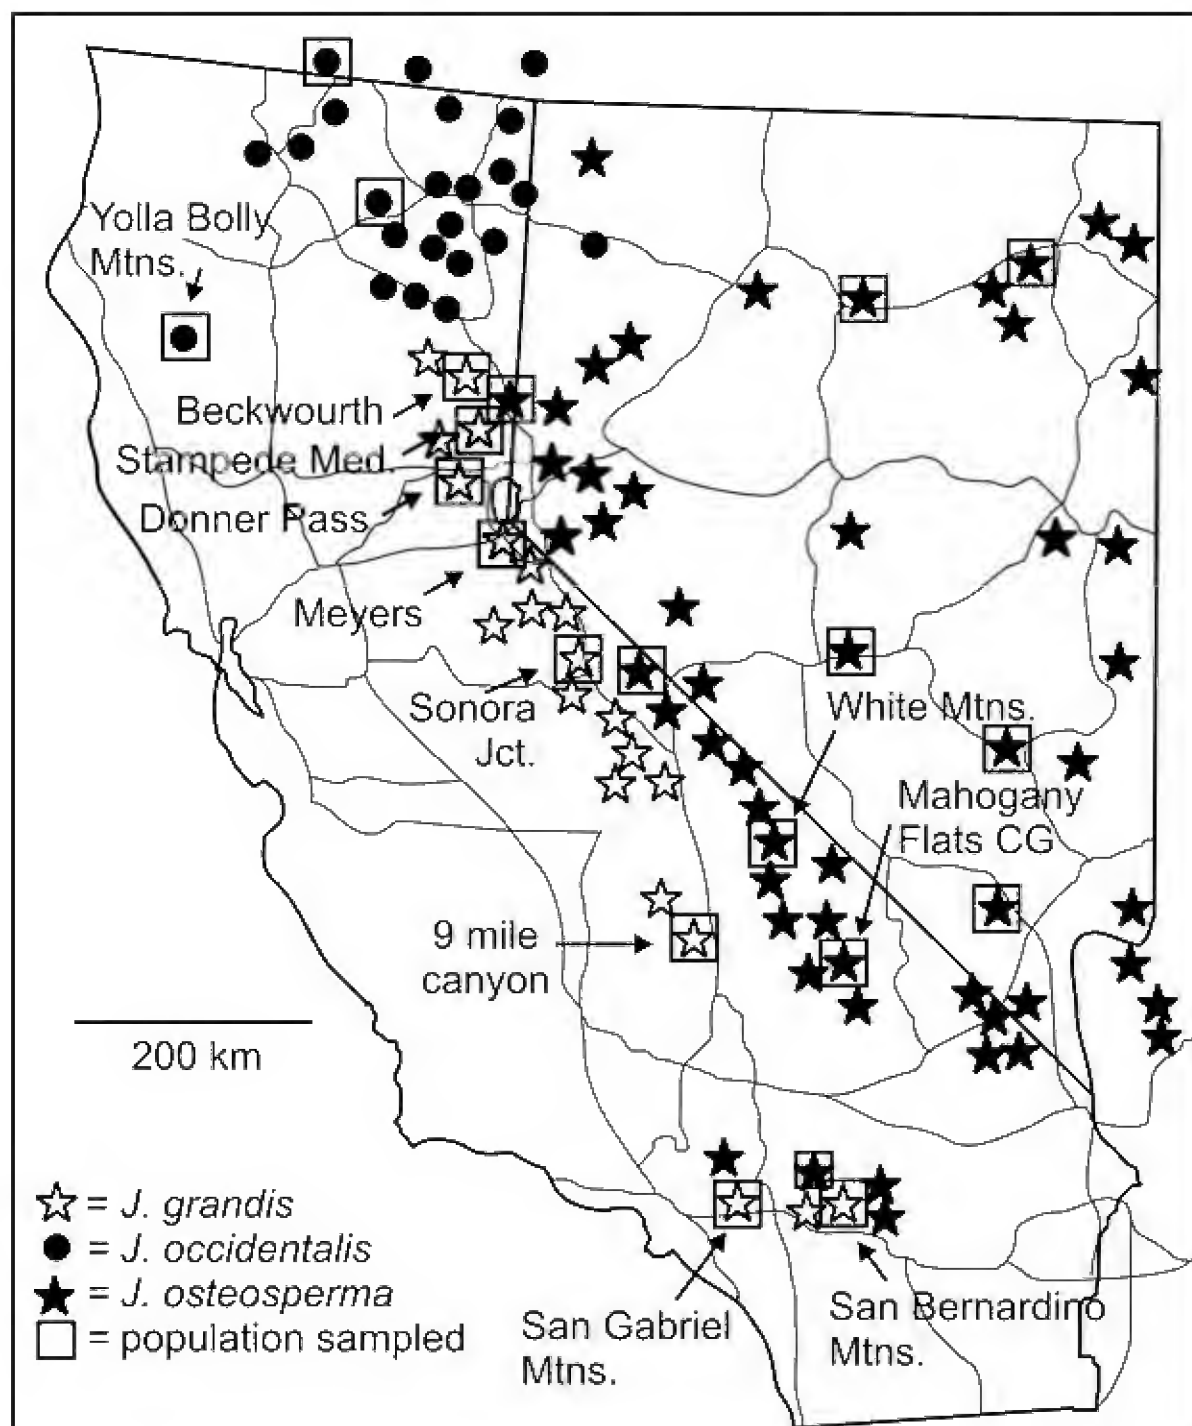 Yolla Bolly
Mtns.
Beckwourth
Stampede Med.
Donner Pass
Meyers
Sonora
Jct.
White Mtns.
Mahogany
Flats CG
9 mile
canyon
200 km
= J. grandis
= J. occidentalis
= J. osteosperma
= population sampled
San Gabriel
Mtns.
San Bernardino
Mtns.